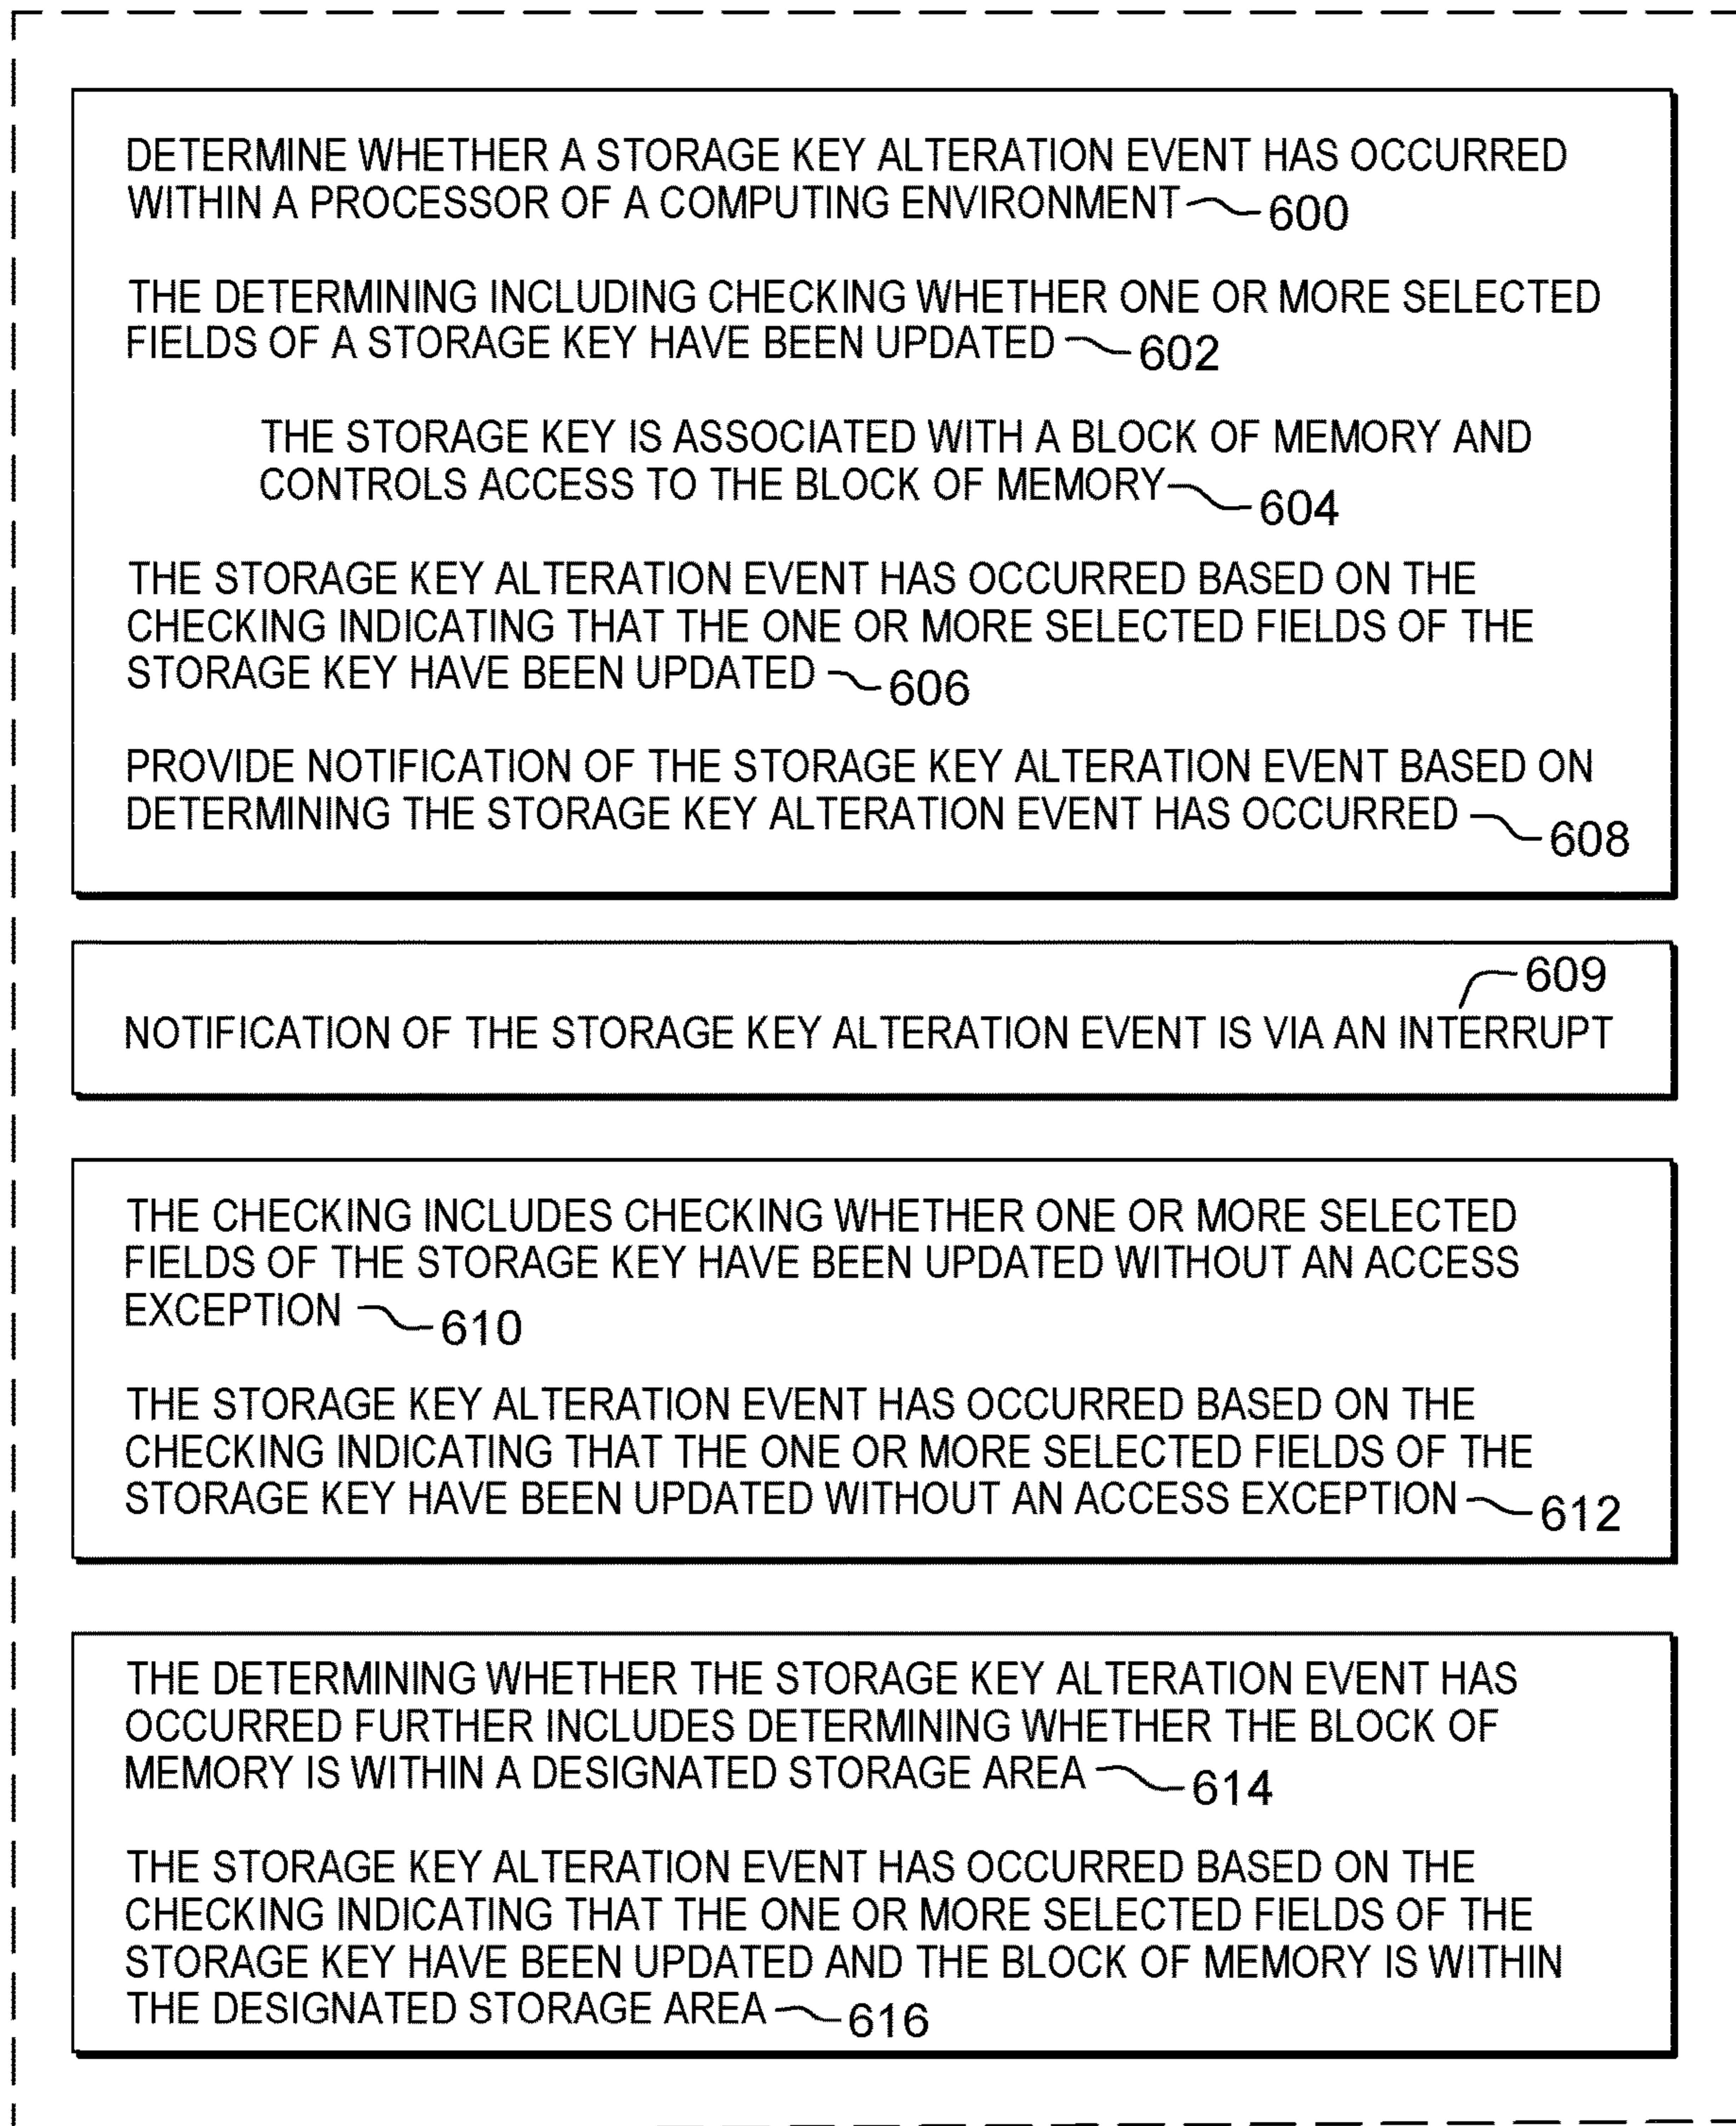 DETERMINE WHETHER A STORAGE KEY ALTERATION EVENT HAS OCCURRED
WITHIN A PROCESSOR OF A COMPUTING ENVIRONMENT 600
THE DETERMINING INCLUDING CHECKING WHETHER ONE OR MORE SELECTED
FIELDS OF A STORAGE KEY HAVE BEEN UPDATED 602
THE STORAGE KEY IS ASSOCIATED WITH A BLOCK OF MEMORY AND
CONTROLS ACCESS TO THE BLOCK OF MEMORY 604
THE STORAGE KEY ALTERATION EVENT HAS OCCURRED BASED ON THE
CHECKING INDICATING THAT THE ONE OR MORE SELECTED FIELDS OF THE
STORAGE KEY HAVE BEEN UPDATED 606
PROVIDE NOTIFICATION OF THE STORAGE KEY ALTERATION EVENT BASED ON
DETERMINING THE STORAGE KEY ALTERATION EVENT HAS OCCURRED 608
609
NOTIFICATION OF THE STORAGE KEY ALTERATION EVENT IS VIA AN INTERRUPT
THE CHECKING INCLUDES CHECKING WHETHER ONE OR MORE SELECTED
FIELDS OF THE STORAGE KEY HAVE BEEN UPDATED WITHOUT AN ACCESS
EXCEPTION 610
THE STORAGE KEY ALTERATION EVENT HAS OCCURRED BASED ON THE
CHECKING INDICATING THAT THE ONE OR MORE SELECTED FIELDS OF THE
STORAGE KEY HAVE BEEN UPDATED WITHOUT AN ACCESS EXCEPTION 612
THE DETERMINING WHETHER THE STORAGE KEY ALTERATION EVENT HAS
OCCURRED FURTHER INCLUDES DETERMINING WHETHER THE BLOCK OF
MEMORY IS WITHIN A DESIGNATED STORAGE AREA 614
THE STORAGE KEY ALTERATION EVENT HAS OCCURRED BASED ON THE
CHECKING INDICATING THAT THE ONE OR MORE SELECTED FIELDS OF THE
STORAGE KEY HAVE BEEN UPDATED AND THE BLOCK OF MEMORY IS WITHIN
THE DESIGNATED STORAGE AREA 616